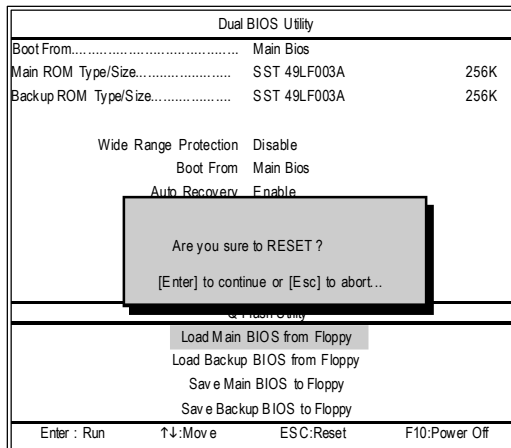 Dual BIOS Utility
Boot From........................................ Main Bios
Main ROM Type/Size....................... SST 49LF003A 256K
Backup ROM Type/Size................... SST 49LF003A 256K
Wide Range Protection Disable
Boot From Main Bios
Auto Recovery Enable
Are you sure to RESET ?
[Enter] to continue or [Esc] to abort...
Q-Flash Utility
Load Main BIOS from Floppy
Load Backup BIOS from Floppy
Save Main BIOS to Floppy
Save Backup BIOS to Floppy
Enter : Run ↑↓:Move ESC:Reset F10:Power Off